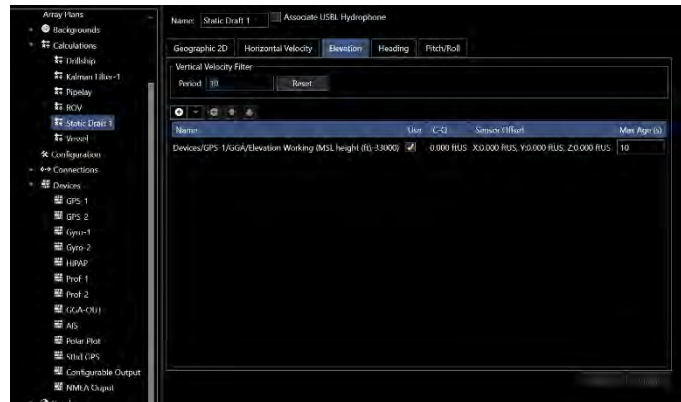 Array Plans
Backgrounds
Calculations
Drillship
Kalman Filter-1
Pipelay
ROV
Static Draft 1
Vessel
Configuration
Connections
Devices
GPS 1
GPS 2
Gyro-1
Gyro-2
HIPAP
Prof 1
Prof 2
GGA-OUT
AIS
Polar Plot
Stbd GPS
Configurable Output
NMEA Output
Name: Static Draft 1 Associate USBL Hydrophone
Geographic 2D Horizontal Velocity Elevation Heading Pitch/Roll
Vertical Velocity Filter
Period 10 Reset
Name Use C-O Sensor Offset Max Age (s)
Devices/GPS-1/GGA/Elevation Working (MSL height (ft)-33000) 0.000 ftUS X:0.000 ftUS, Y:0.000 ftUS, Z:0.000 ftUS 10